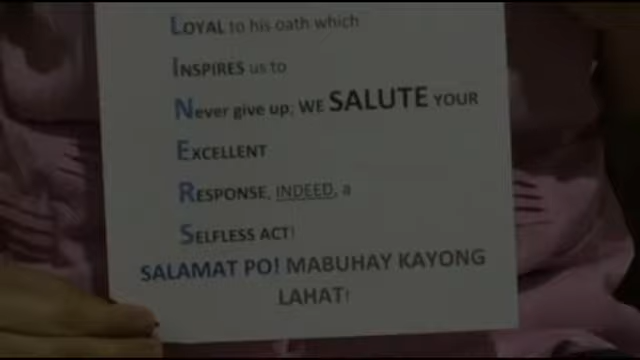 LOYAL to his oath which
INSPIRES us to
Never give up; WE SALUTE YOUR
EXCELLENT
RESPONSE, INDEED, a
SELFLESS ACT!
SALAMAT PO! MABUHAY KAYONG
LAHAT!